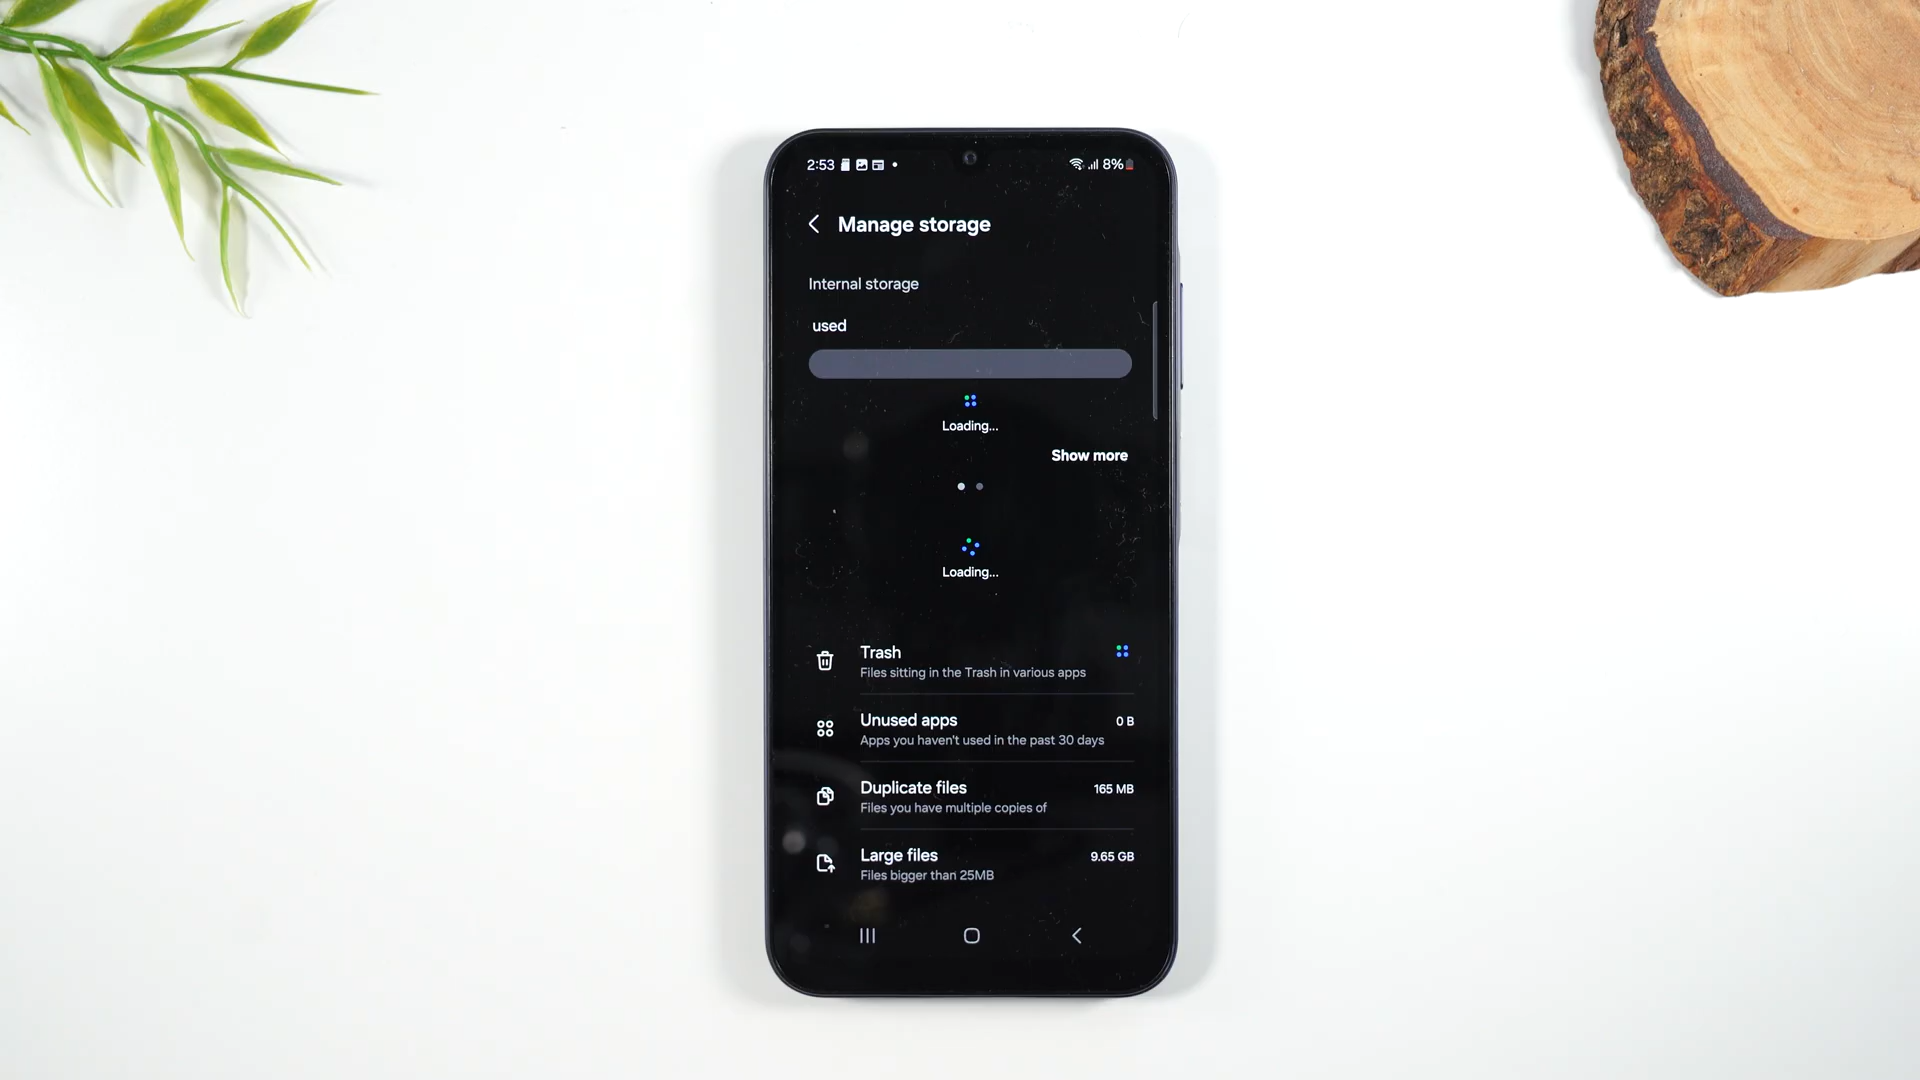 2:53
8%
Manage storage
Internal storage
used
Loading...
Show more
Loading...
Trash
Files sitting in the Trash in various apps
Unused apps
0 B
Apps you haven't used in the past 30 days
Duplicate files
165 MB
Files you have multiple copies of
Large files
9.65 GB
Files bigger than 25MB